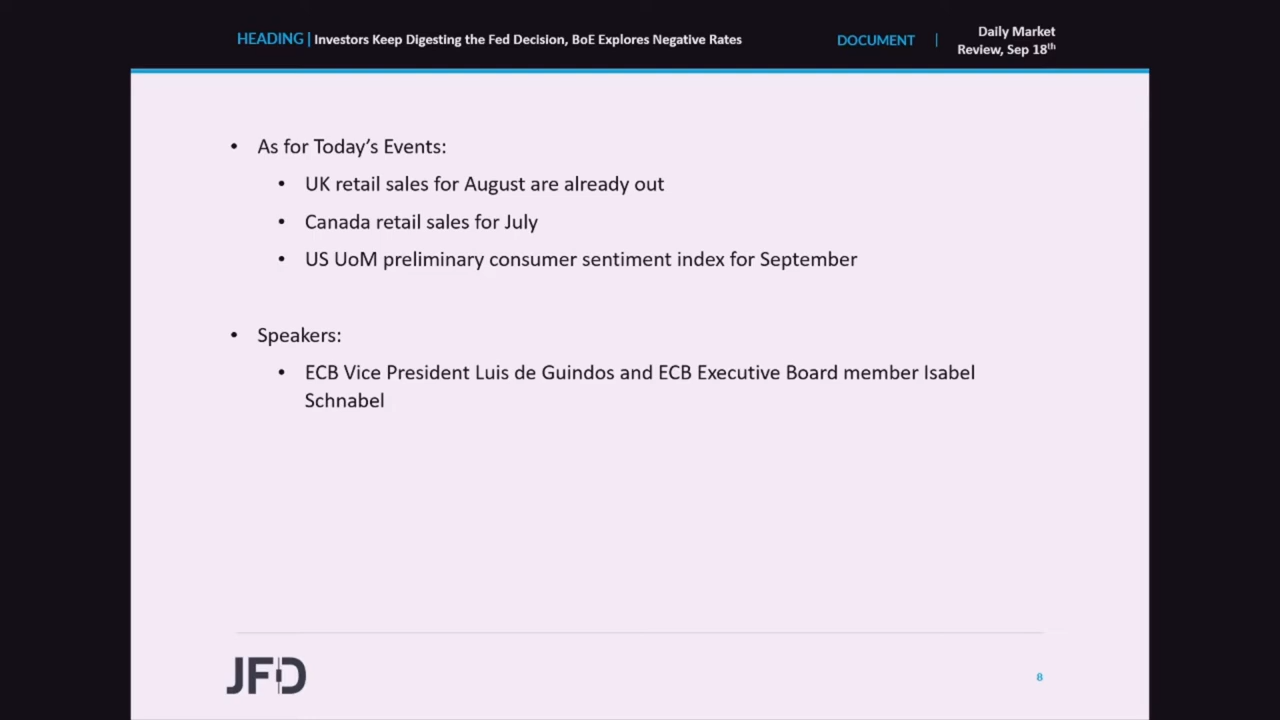 HEADING | Investors Keep Digesting the Fed Decision, BoE Explores Negative Rates
DOCUMENT |
Daily Market
Review, Sep 18th
• As for Today’s Events:
• UK retail sales for August are already out
• Canada retail sales for July
• US UoM preliminary consumer sentiment index for September
• Speakers:
• ECB Vice President Luis de Guindos and ECB Executive Board member Isabel
Schnabel
JFD
8